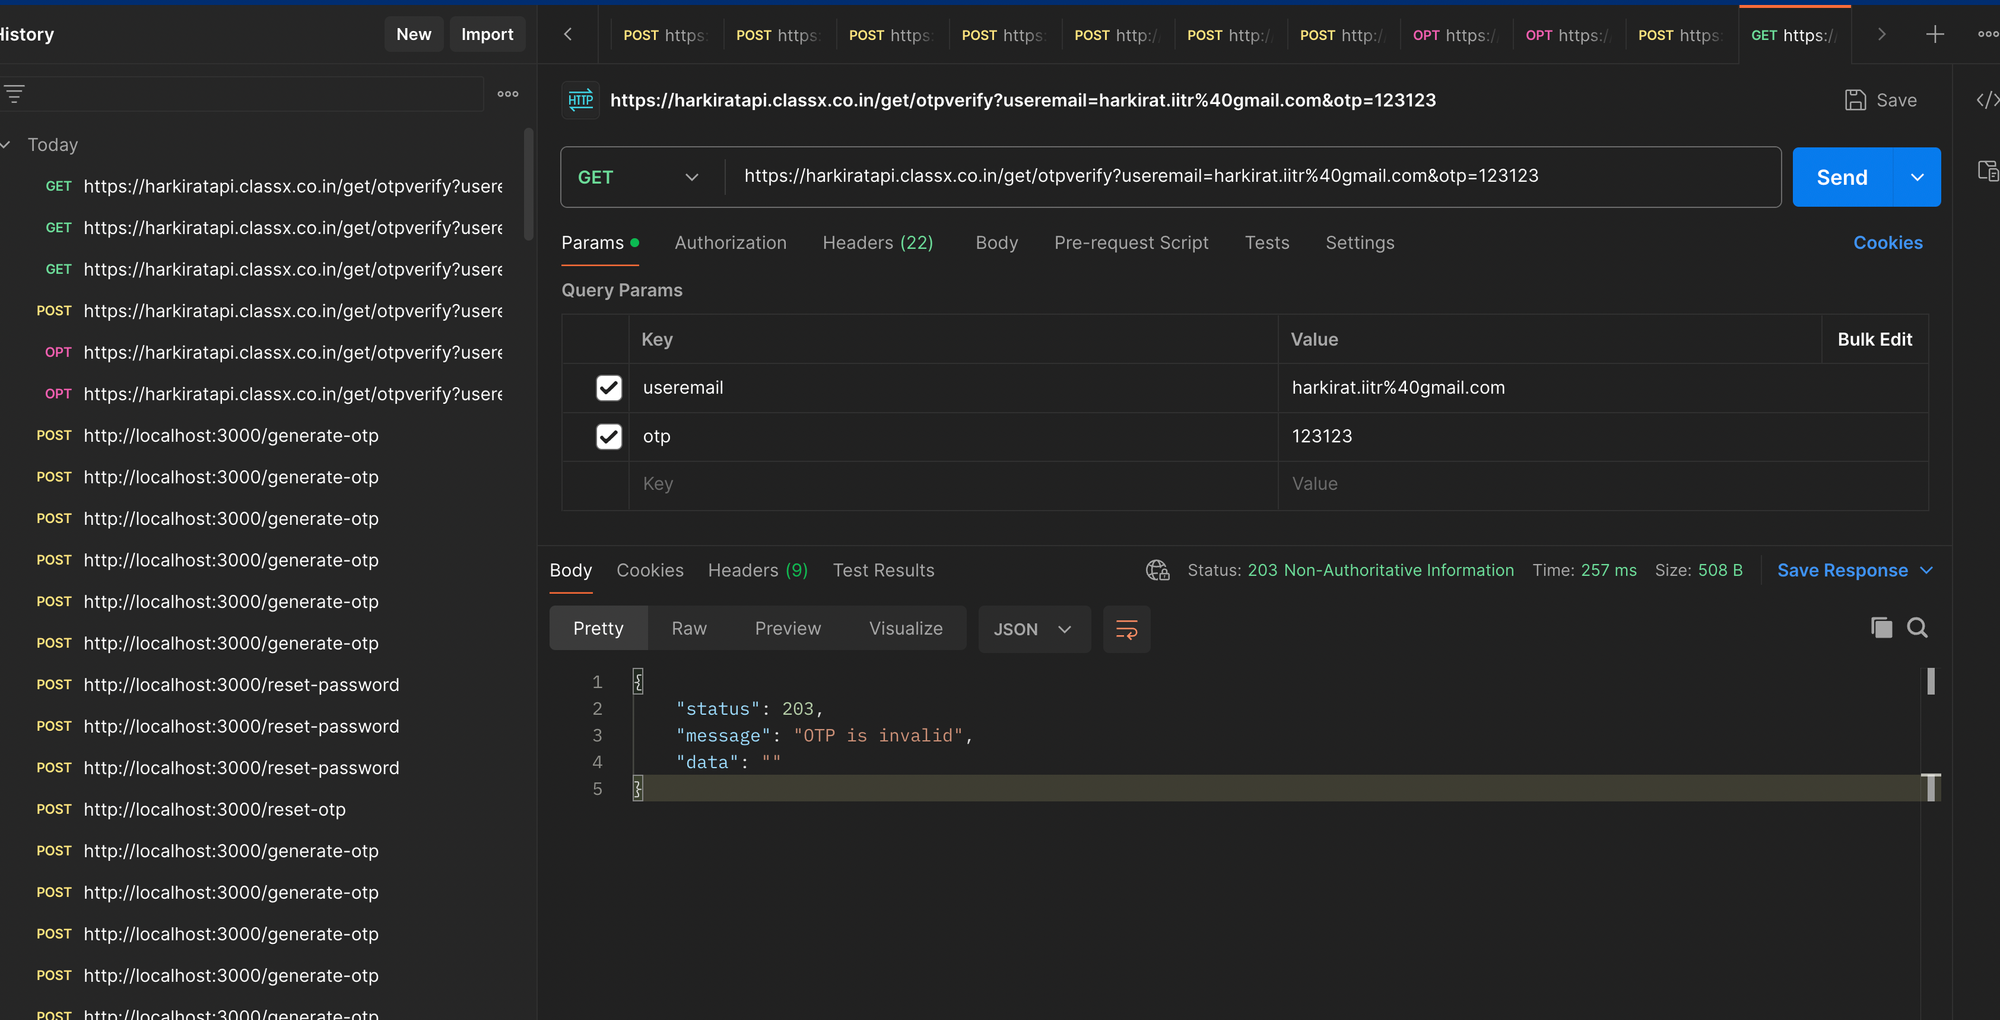 History
New
Import
POST https:
POST https:
POST https:
POST https:
POST http:/
POST http:/
POST http:/
OPT https:/
OPT https:/
POST https:
GET https:/
Today
GET https://harkiratapi.classx.co.in/get/otpverify?usere
GET https://harkiratapi.classx.co.in/get/otpverify?usere
GET https://harkiratapi.classx.co.in/get/otpverify?usere
POST https://harkiratapi.classx.co.in/get/otpverify?usere
OPT https://harkiratapi.classx.co.in/get/otpverify?usere
OPT https://harkiratapi.classx.co.in/get/otpverify?usere
POST http://localhost:3000/generate-otp
POST http://localhost:3000/generate-otp
POST http://localhost:3000/generate-otp
POST http://localhost:3000/generate-otp
POST http://localhost:3000/generate-otp
POST http://localhost:3000/generate-otp
POST http://localhost:3000/reset-password
POST http://localhost:3000/reset-password
POST http://localhost:3000/reset-password
POST http://localhost:3000/reset-otp
POST http://localhost:3000/generate-otp
POST http://localhost:3000/generate-otp
POST http://localhost:3000/generate-otp
POST http://localhost:3000/generate-otp
POST http://localhost:3000/generate-otp
HTTP https://harkiratapi.classx.co.in/get/otpverify?useremail=harkirat.iitr%40gmail.com&otp=123123
Save
GET https://harkiratapi.classx.co.in/get/otpverify?useremail=harkirat.iitr%40gmail.com&otp=123123
Send
Params Authorization Headers (22) Body Pre-request Script Tests Settings Cookies
Query Params
Key Value Bulk Edit
useremail harkirat.iitr%40gmail.com
otp 123123
Key Value
Body Cookies Headers (9) Test Results
Status: 203 Non-Authoritative Information Time: 257 ms Size: 508 B Save Response
Pretty Raw Preview Visualize JSON
1 {
2 "status": 203,
3 "message": "OTP is invalid",
4 "data": ""
5 }